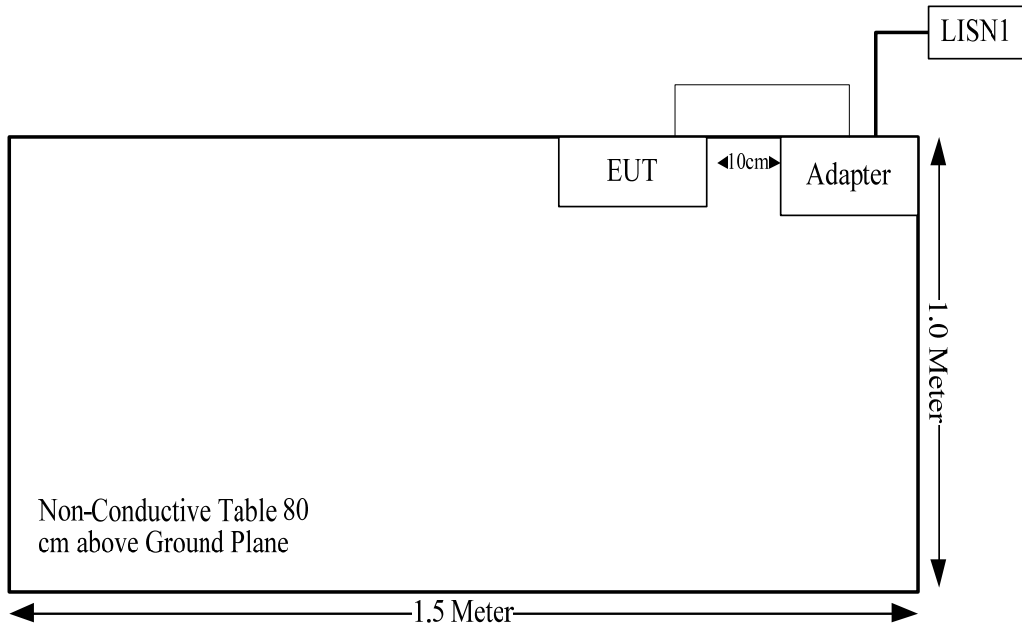 LISN1
EUT
10cm
Adapter
1.0 Meter
Non-Conductive Table 80
cm above Ground Plane
1.5 Meter